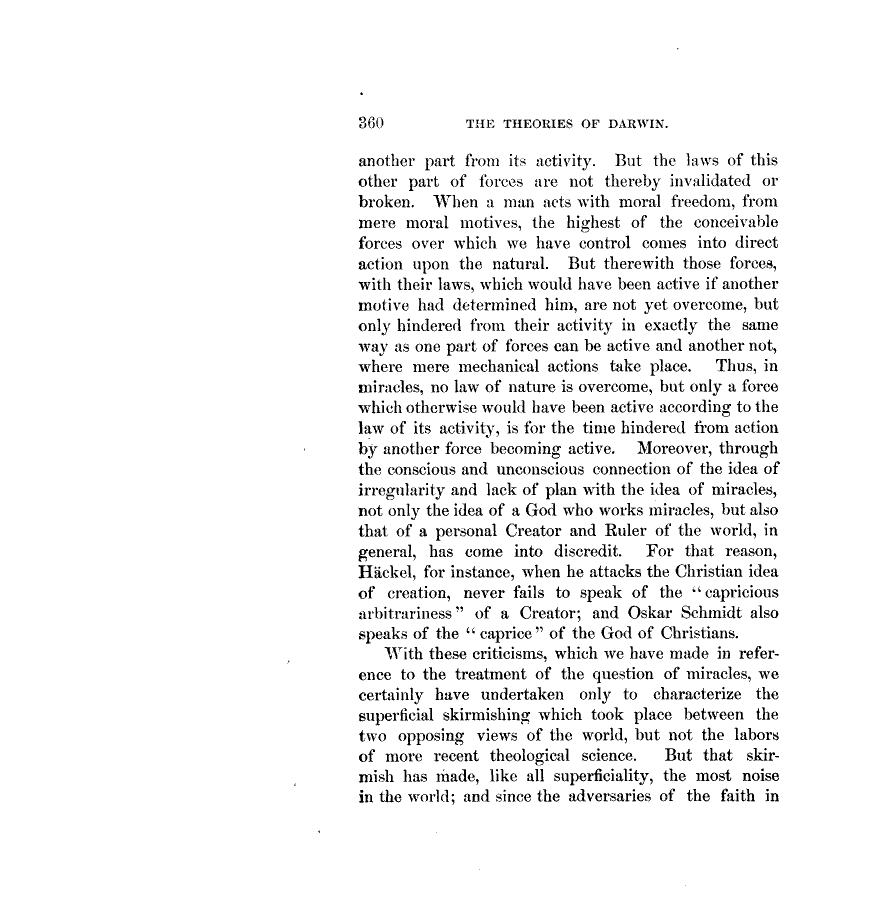 360 THE THEORIES OF DARWIN.
another part from its activity. But the laws of this
other part of forces are not thereby invalidated or
broken. When a man acts with moral freedom, from
mere moral motives, the highest of the conceivable
forces over which we have control comes into direct
action upon the natural. But therewith those forces,
with their laws, which would have been active if another
motive had determined him, are not yet overcome, but
only hindered from their activity in exactly the same
way as one part of forces can be active and another not,
where mere mechanical actions take place. Thus, in
miracles, no law of nature is overcome, but only a force
which otherwise would have been active according to the
law of its activity, is for the time hindered from action
by another force becoming active. Moreover, through
the conscious and unconscious connection of the idea of
irregularity and lack of plan with the idea of miracles,
not only the idea of a God who works miracles, but also
that of a personal Creator and Ruler of the world, in
general, has come into discredit. For that reason,
Häckel, for instance, when he attacks the Christian idea
of creation, never fails to speak of the "capricious
arbitrariness" of a Creator; and Oskar Schmidt also
speaks of the "caprice" of the God of Christians.
With these criticisms, which we have made in refer-
ence to the treatment of the question of miracles, we
certainly have undertaken only to characterize the
superficial skirmishing which took place between the
two opposing views of the world, but not the labors
of more recent theological science. But that skir-
mish has made, like all superficiality, the most noise
in the world; and since the adversaries of the faith in